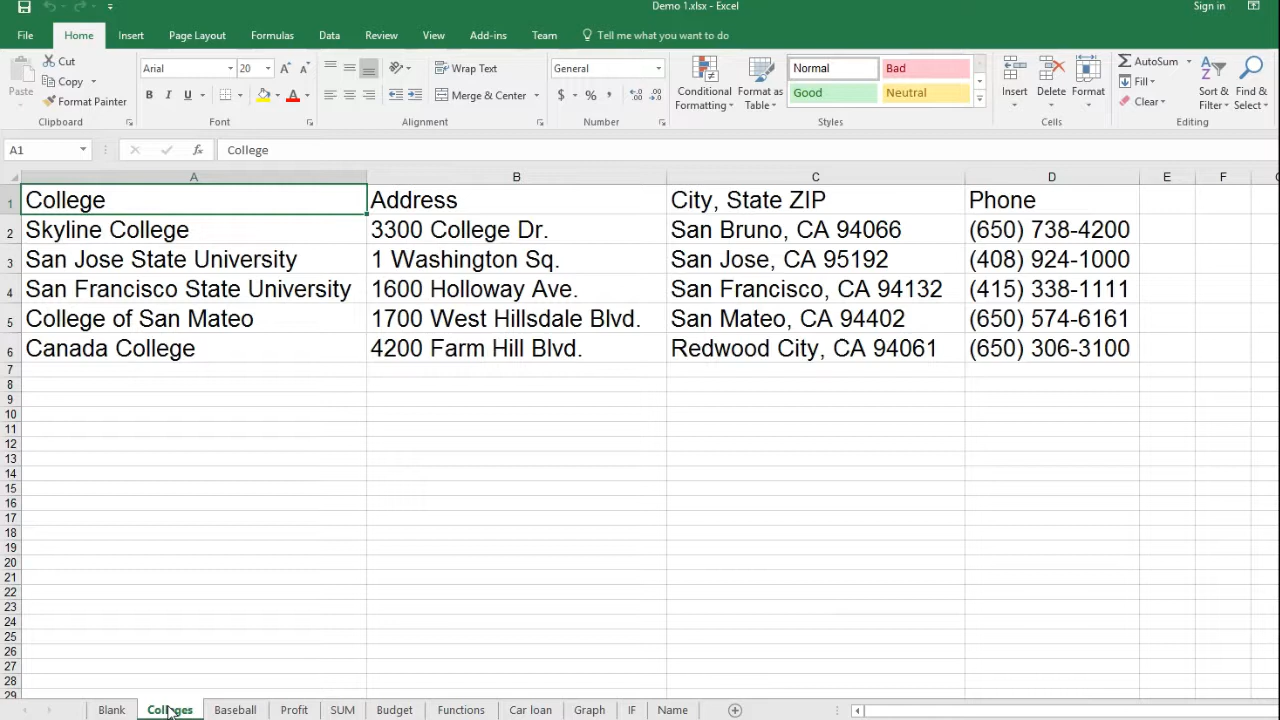 Demo 1.xlsx - Excel
Sign in
File Home Insert Page Layout Formulas Data Review View Add-ins Team Tell me what you want to do
Paste
Cut
Copy
Format Painter
Clipboard
Arial 20
B I U
Font
Wrap Text
Merge & Center
Alignment
General
$ % ,
Number
Conditional Formatting
Format as Table
Normal Bad
Good Neutral
Styles
Insert Delete Format
Cells
AutoSum
Fill
Clear
Sort & Filter
Find & Select
Editing
A1 fx College
A B C D E F
1 College Address City, State ZIP Phone
2 Skyline College 3300 College Dr. San Bruno, CA 94066 (650) 738-4200
3 San Jose State University 1 Washington Sq. San Jose, CA 95192 (408) 924-1000
4 San Francisco State University 1600 Holloway Ave. San Francisco, CA 94132 (415) 338-1111
5 College of San Mateo 1700 West Hillsdale Blvd. San Mateo, CA 94402 (650) 574-6161
6 Canada College 4200 Farm Hill Blvd. Redwood City, CA 94061 (650) 306-3100
7
8
9
10
11
12
13
14
15
16
17
18
19
20
21
22
23
24
25
26
27
28
29
Blank Colleges Baseball Profit SUM Budget Functions Car loan Graph IF Name